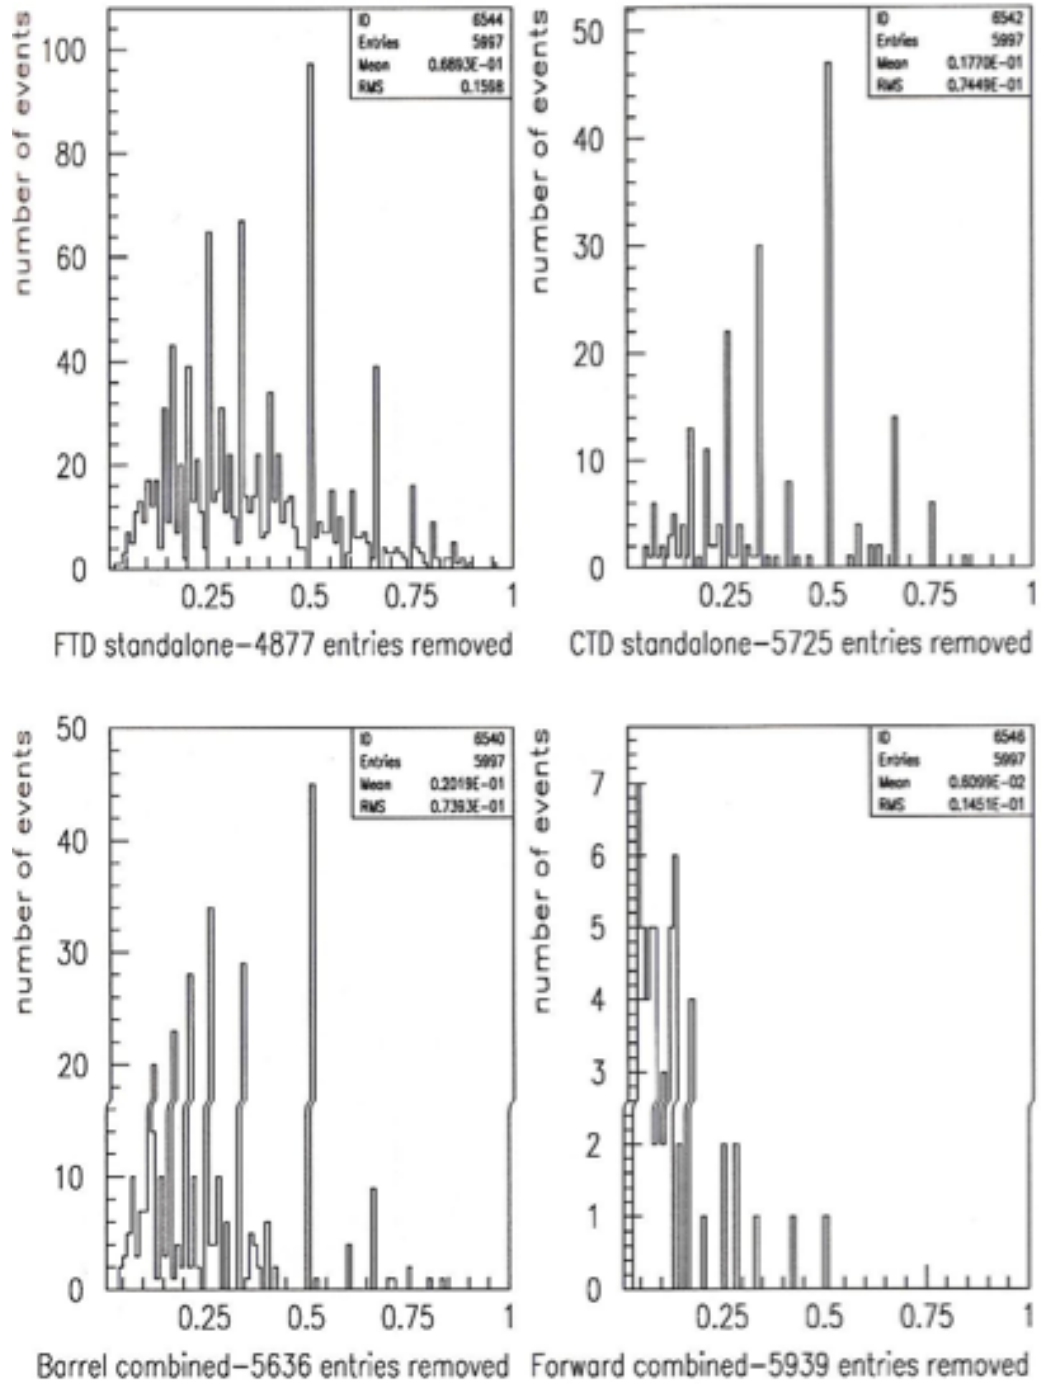 number of events
ID 6544
Entries 5997
Mean 0.6893E-01
RMS 0.1598
100
80
60
40
20
0
0.25 0.5 0.75 1
FTD standalone-4877 entries removed
number of events
ID 6542
Entries 5997
Mean 0.1770E-01
RMS 0.7449E-01
50
40
30
20
10
0
0.25 0.5 0.75 1
CTD standalone-5725 entries removed
number of events
ID 6540
Entries 5997
Mean 0.2019E-01
RMS 0.7393E-01
50
40
30
20
10
0
0.25 0.5 0.75 1
Barrel combined-5636 entries removed
number of events
ID 6546
Entries 5997
Mean 0.6099E-02
RMS 0.1451E-01
7
6
5
4
3
2
1
0
0.25 0.5 0.75 1
Forward combined-5939 entries removed